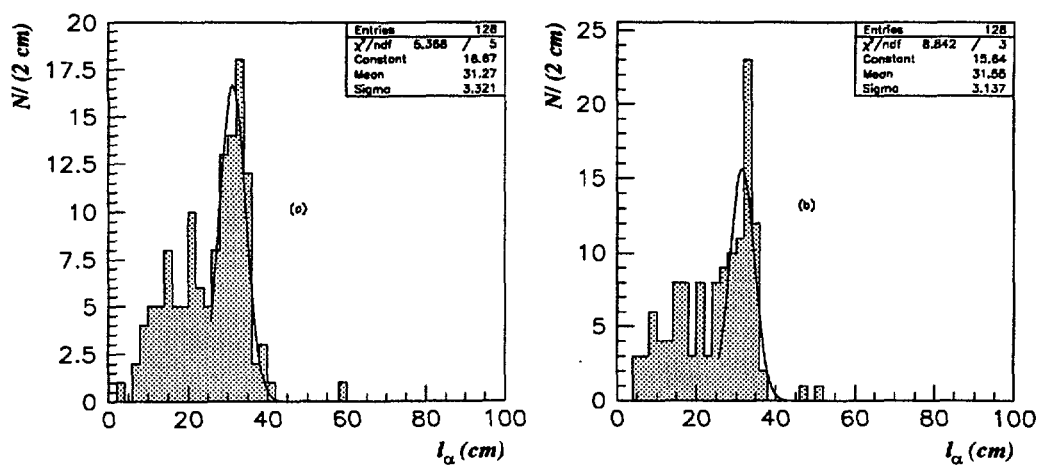 N/ (2 cm)
20
17.5
15
12.5
10
7.5
5
2.5
0
0 20 40 60 80 100
l_α (cm)
Entries 128
χ²/ndf 5.388 / 5
Constant 16.67
Mean 31.27
Sigma 3.321
(a)
N/ (2 cm)
25
20
15
10
5
0
0 20 40 60 80 100
l_α (cm)
Entries 128
χ²/ndf 8.842 / 3
Constant 15.64
Mean
Sigma 3.137
(b)